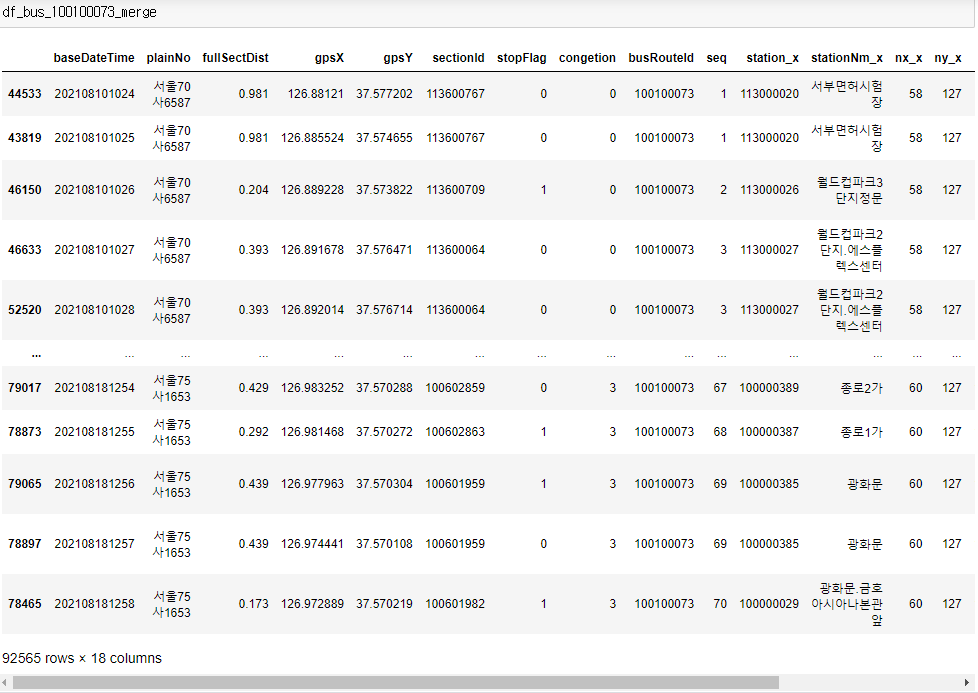 df_bus_100100073_merge
baseDateTime plainNo fullSectDist gpsX gpsY sectionId stopFlag congetion busRouteId seq station_x stationNm_x nx_x ny_x
44533 202108101024 서울70사6587 0.981 126.88121 37.577202 113600767 0 0 100100073 1 113000020 서부면허시험장 58 127
43819 202108101025 서울70사6587 0.981 126.885524 37.574655 113600767 0 0 100100073 1 113000020 서부면허시험장 58 127
46150 202108101026 서울70사6587 0.204 126.889228 37.573822 113600709 1 0 100100073 2 113000026 월드컵파크3단지정문 58 127
46633 202108101027 서울70사6587 0.393 126.891678 37.576471 113600064 0 0 100100073 3 113000027 월드컵파크2단지.에스플렉스센터 58 127
52520 202108101028 서울70사6587 0.393 126.892014 37.576714 113600064 0 0 100100073 3 113000027 월드컵파크2단지.에스플렉스센터 58 127
... ... ... ... ... ... ... ... ... ... ... ... ... ... ...
79017 202108181254 서울75사1653 0.429 126.983252 37.570288 100602859 0 3 100100073 67 100000389 종로2가 60 127
78873 202108181255 서울75사1653 0.292 126.981468 37.570272 100602863 1 3 100100073 68 100000387 종로1가 60 127
79065 202108181256 서울75사1653 0.439 126.977963 37.570304 100601959 1 3 100100073 69 100000385 광화문 60 127
78897 202108181257 서울75사1653 0.439 126.974441 37.570108 100601959 0 3 100100073 69 100000385 광화문 60 127
78465 202108181258 서울75사1653 0.173 126.972889 37.570219 100601982 1 3 100100073 70 100000029 광화문.금호아시아나본관앞 60 127
92565 rows × 18 columns